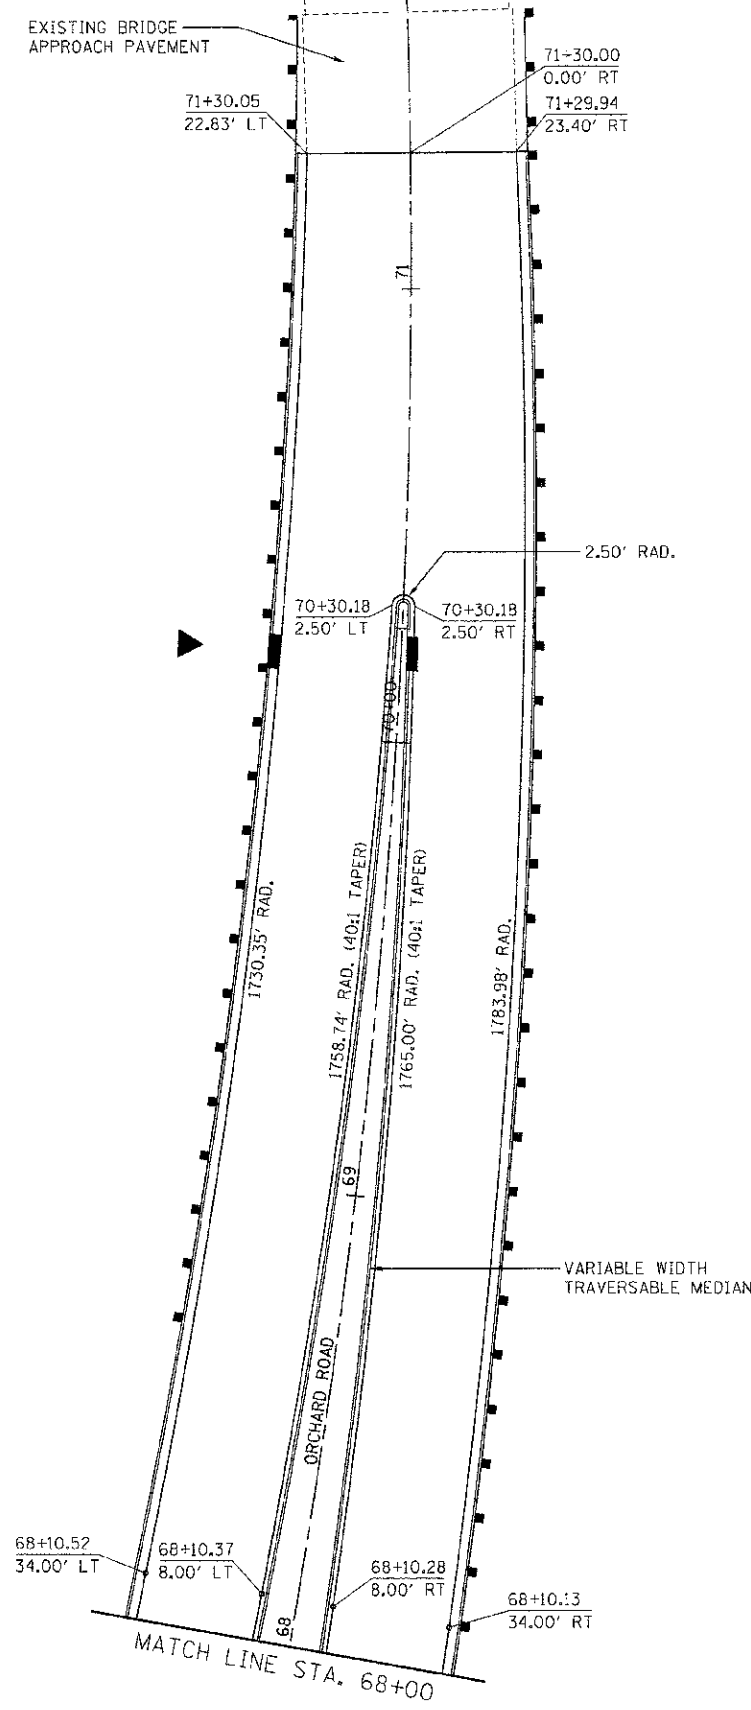 EXISTING BRIDGE
APPROACH PAVEMENT
71+30.00
0.00' RT
71+30.05
22.83' LT
71+29.94
23.40' RT
71
2.50' RAD.
70+30.18
2.50' LT
70+30.18
2.50' RT
70+00
1730.35' RAD.
1758.74' RAD. (40:1 TAPER)
1765.00' RAD. (40:1 TAPER)
1783.98' RAD.
69
VARIABLE WIDTH
TRAVERSABLE MEDIAN
ORCHARD ROAD
68+10.52
34.00' LT
68+10.37
8.00' LT
68+10.28
8.00' RT
68+10.13
34.00' RT
68
MATCH LINE STA. 68+00